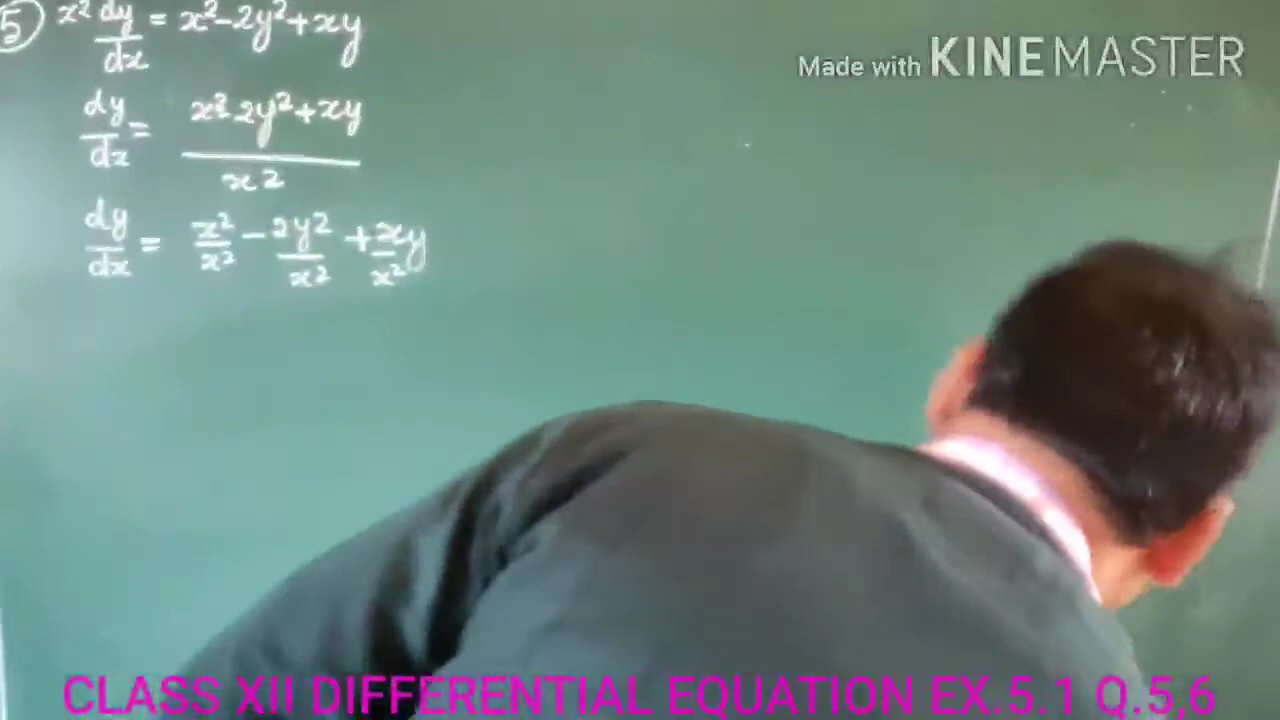 5 x² dy/dx = x²-2y²+xy
Made with KINEMASTER
dy/dx = x²-2y²+xy / x²
dy/dx = x²/x² - 2y²/x² + xy/x²
CLASS XII DIFFERENTIAL EQUATION EX.5.1 Q.5,6